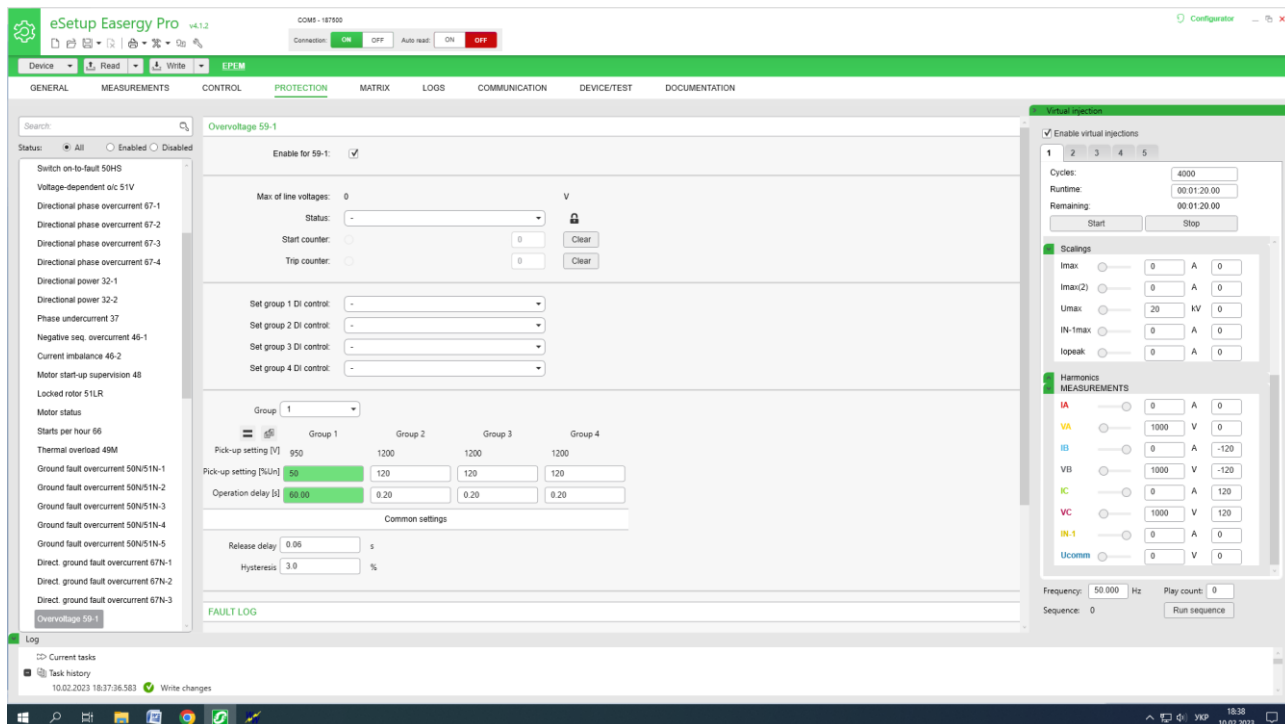 eSetup Easergy Pro v4.1.2
COM5 - 187500
Configurator
Connection: ON OFF Auto read: ON OFF
Device Read Write EPEM
GENERAL MEASUREMENTS CONTROL PROTECTION MATRIX LOGS COMMUNICATION DEVICE/TEST DOCUMENTATION
Search:
Status: All Enabled Disabled
Switch on-to-fault 50HS
Voltage-dependent o/c 51V
Directional phase overcurrent 67-1
Directional phase overcurrent 67-2
Directional phase overcurrent 67-3
Directional phase overcurrent 67-4
Directional power 32-1
Directional power 32-2
Phase undercurrent 37
Negative seq. overcurrent 46-1
Current imbalance 46-2
Motor start-up supervision 48
Locked rotor 51LR
Motor status
Starts per hour 66
Thermal overload 49M
Ground fault overcurrent 50N/51N-1
Ground fault overcurrent 50N/51N-2
Ground fault overcurrent 50N/51N-3
Ground fault overcurrent 50N/51N-4
Ground fault overcurrent 50N/51N-5
Direct. ground fault overcurrent 67N-1
Direct. ground fault overcurrent 67N-2
Direct. ground fault overcurrent 67N-3
Overvoltage 59-1
Overvoltage 59-1
Enable for 59-1:
Max of line voltages: 0 V
Status: -
Start counter: 0 Clear
Trip counter: 0 Clear
Set group 1 DI control: -
Set group 2 DI control: -
Set group 3 DI control: -
Set group 4 DI control: -
Group 1
Group 1 Group 2 Group 3 Group 4
Pick-up setting [V] 950 1200 1200 1200
Pick-up setting [%Un] 50 120 120 120
Operation delay [s] 60.00 0.20 0.20 0.20
Common settings
Release delay 0.06 s
Hysteresis 3.0 %
FAULT LOG
Virtual injection
Enable virtual injections
1 2 3 4 5
Cycles: 4000
Runtime: 00:01:20.00
Remaining: 00:01:20.00
Start Stop
Scalings
Imax 0 A 0
Imax(2) 0 A 0
Umax 20 kV 0
IN-1max 0 A 0
Iopeak 0 A 0
Harmonics
MEASUREMENTS
IA 0 A 0
VA 1000 V 0
IB 0 A -120
VB 1000 V -120
IC 0 A 120
VC 1000 V 120
IN-1 0 A 0
Ucomm 0 V 0
Frequency: 50.000 Hz Play count: 0
Sequence: 0 Run sequence
Log
Current tasks
Task history
10.02.2023 18:37:36.583 Write changes
УКР 18:38
10.02.2023